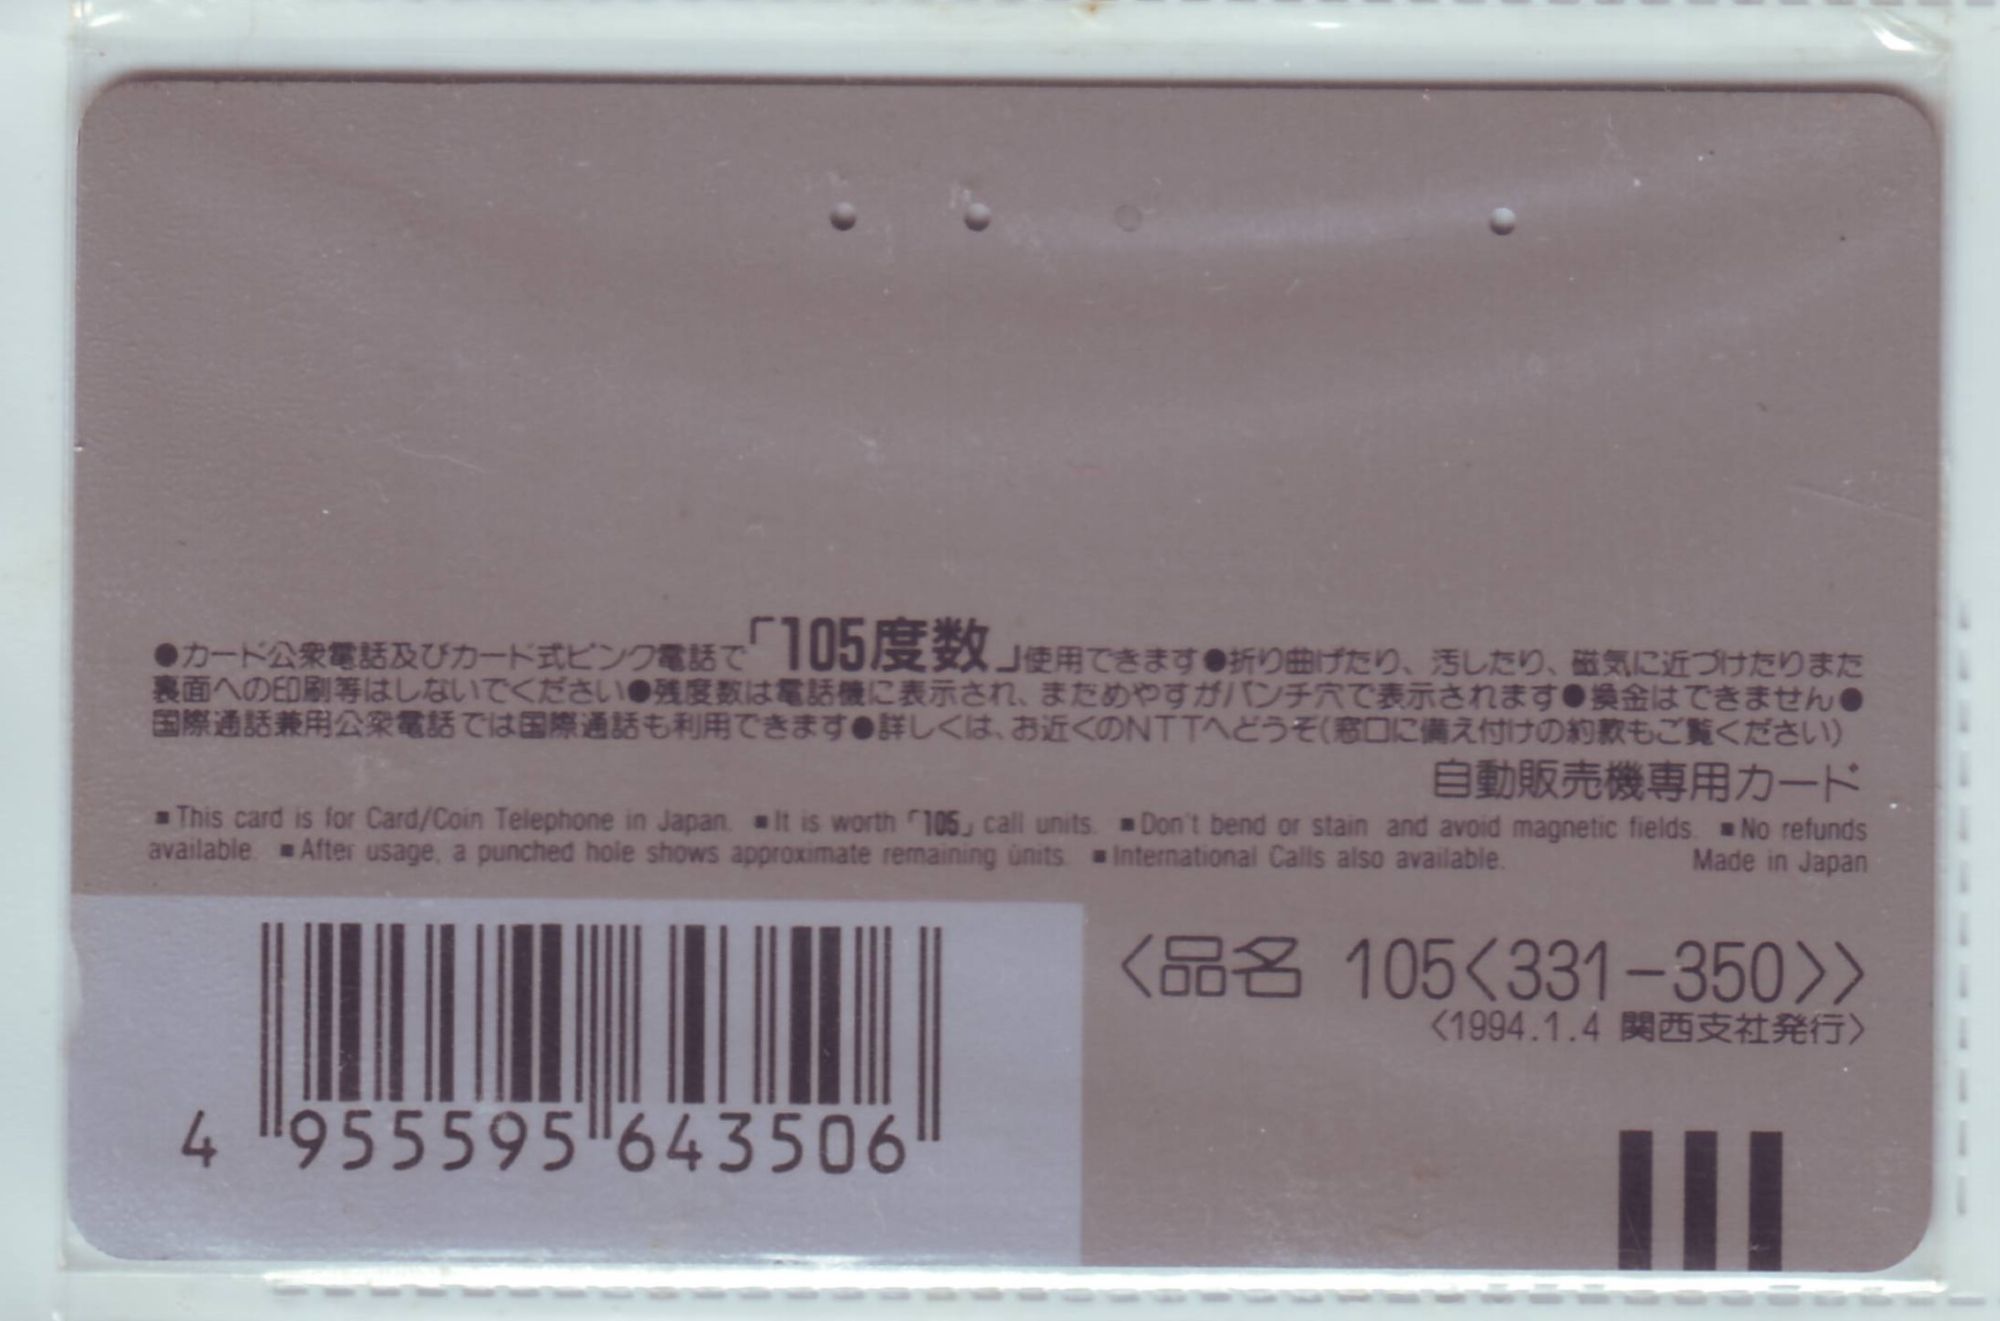 ●カード公衆電話及びカード式ピンク電話で「105度数」使用できます●折り曲げたり、汚したり、磁気に近づけたりまた
裏面への印刷等はしないでください●残度数は電話機に表示され、まためやすがパンチ穴で表示されます●換金はできません●
国際通話兼用公衆電話では国際通話も利用できます●詳しくは、お近くのNTTへどうぞ(窓口に備え付けの約款もご覧ください)
自動販売機専用カード
■This card is for Card/Coin Telephone in Japan. ■It is worth「105」call units. ■Don't bend or stain and avoid magnetic fields. ■No refunds
available. ■After usage, a punched hole shows approximate remaining units. ■International Calls also available. Made in Japan
〈品名 105〈331-350〉〉
〈1994.1.4 関西支社発行〉
4 955595 643506